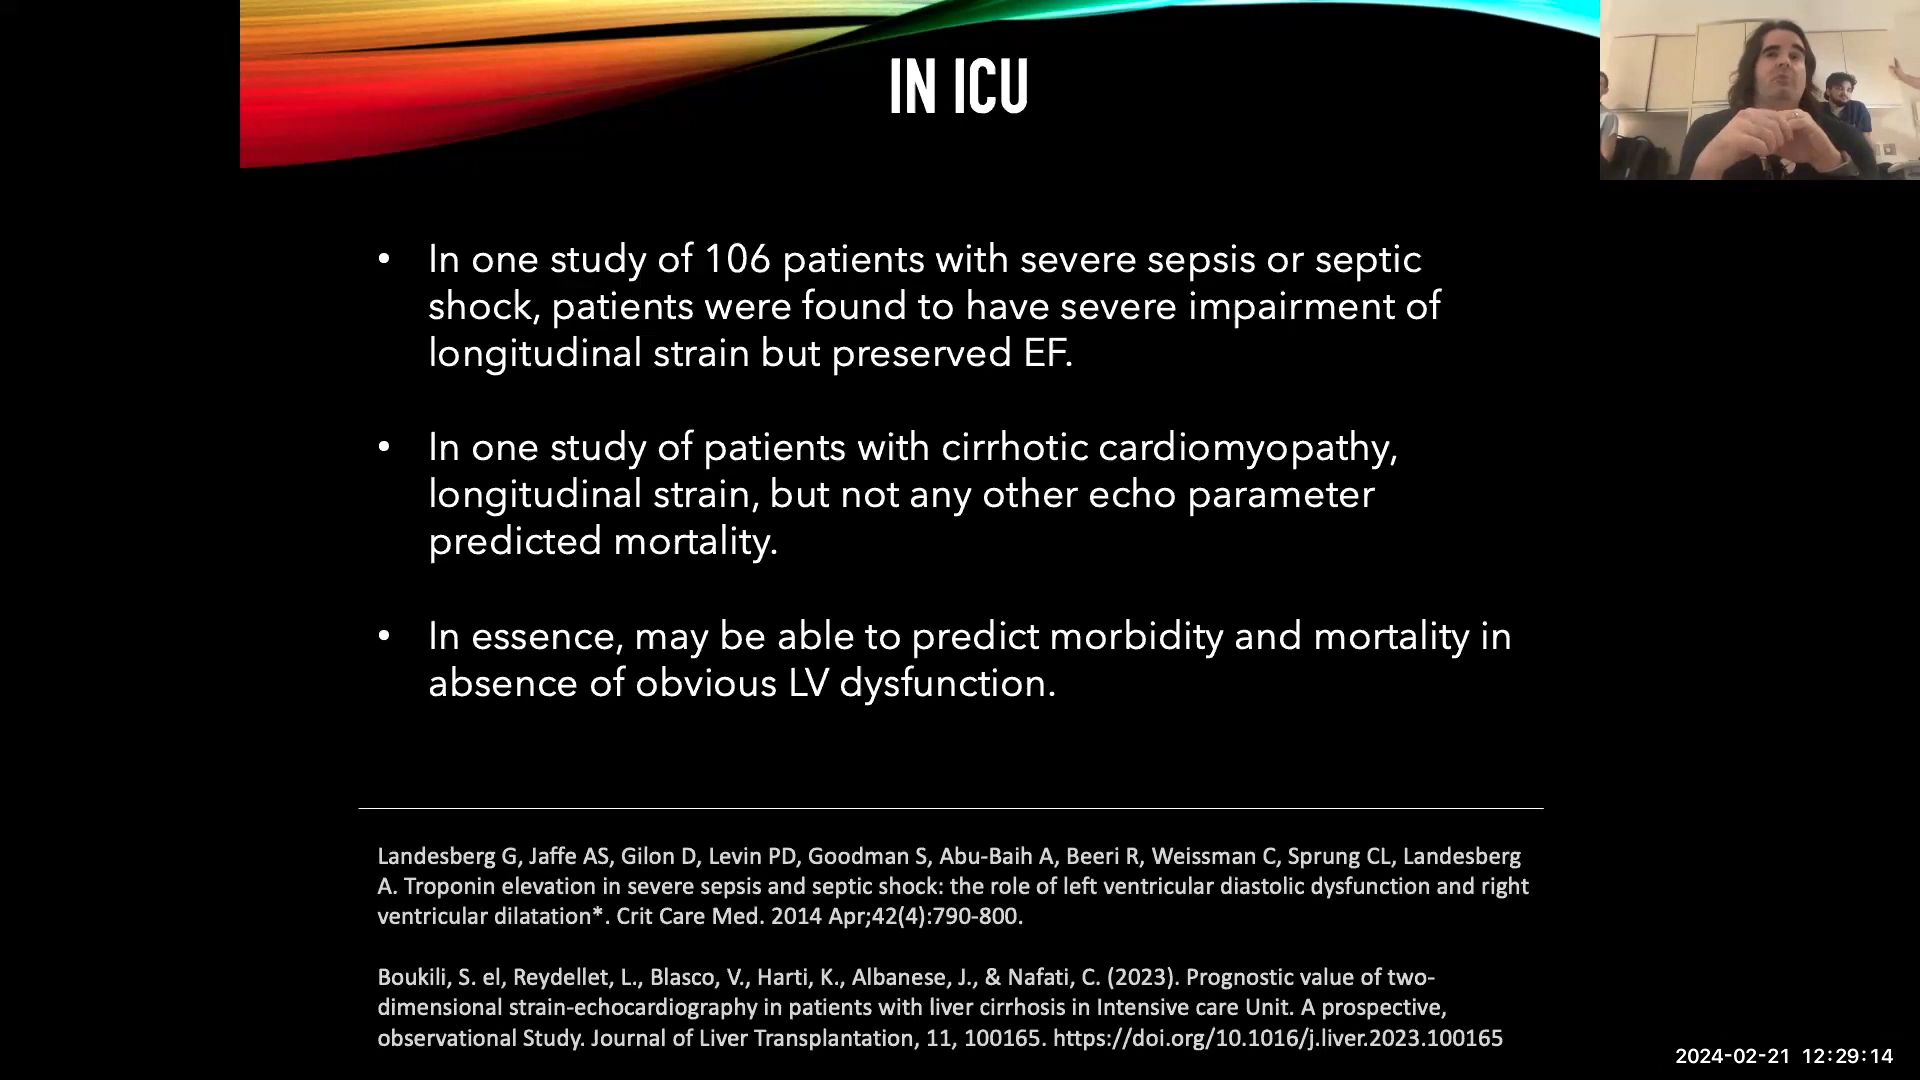 IN ICU
• In one study of 106 patients with severe sepsis or septic
shock, patients were found to have severe impairment of
longitudinal strain but preserved EF.
• In one study of patients with cirrhotic cardiomyopathy,
longitudinal strain, but not any other echo parameter
predicted mortality.
• In essence, may be able to predict morbidity and mortality in
absence of obvious LV dysfunction.
Landesberg G, Jaffe AS, Gilon D, Levin PD, Goodman S, Abu-Baih A, Beeri R, Weissman C, Sprung CL, Landesberg
A. Troponin elevation in severe sepsis and septic shock: the role of left ventricular diastolic dysfunction and right
ventricular dilatation*. Crit Care Med. 2014 Apr;42(4):790-800.
Boukili, S. el, Reydellet, L., Blasco, V., Harti, K., Albanese, J., & Nafati, C. (2023). Prognostic value of two-
dimensional strain-echocardiography in patients with liver cirrhosis in Intensive care Unit. A prospective,
observational Study. Journal of Liver Transplantation, 11, 100165. https://doi.org/10.1016/j.liver.2023.100165
2024-02-21 12:29:14